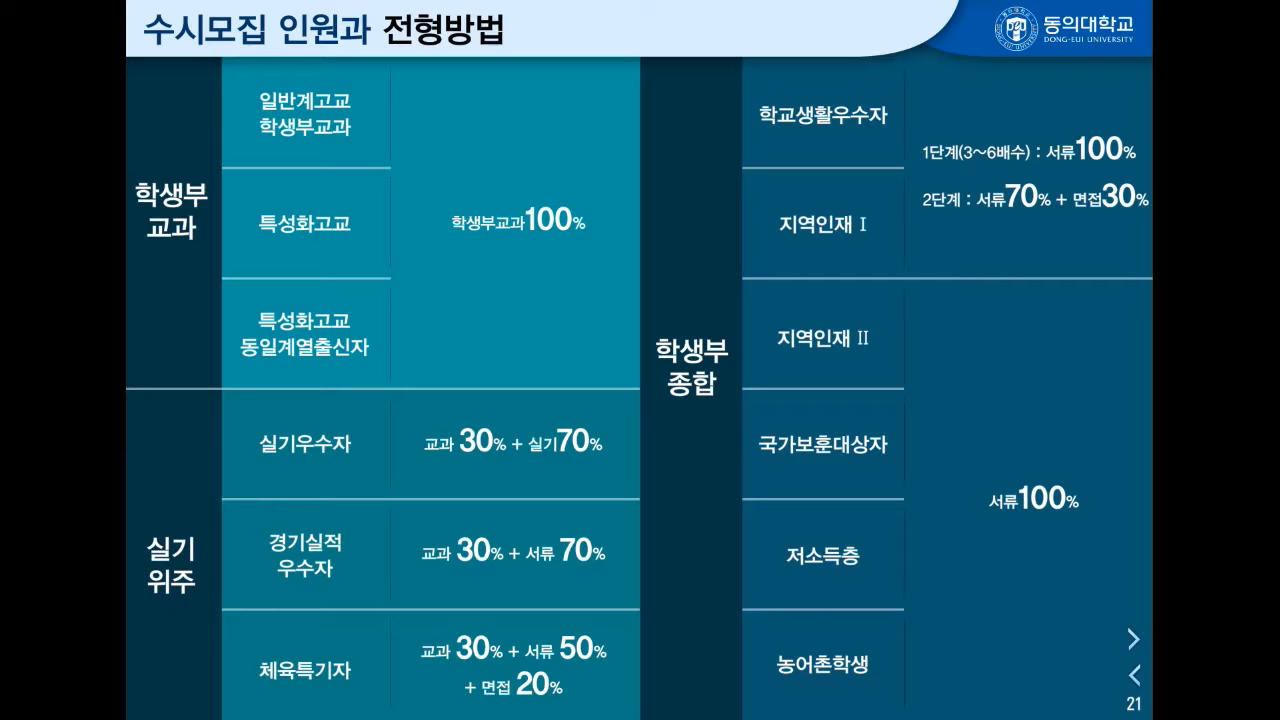 수시모집 인원과 전형방법
동의대학교
DONG-EUI UNIVERSITY
학생부
교과
일반계고교
학생부교과
특성화고교
특성화고교
동일계열출신자
학생부교과100%
실기
위주
실기우수자
교과 30% + 실기70%
경기실적
우수자
교과 30% + 서류 70%
체육특기자
교과 30% + 서류 50%
+ 면접 20%
학생부
종합
학교생활우수자
지역인재 Ⅰ
1단계(3~6배수) : 서류100%
2단계 : 서류70% + 면접30%
지역인재 Ⅱ
국가보훈대상자
저소득층
농어촌학생
서류100%
21